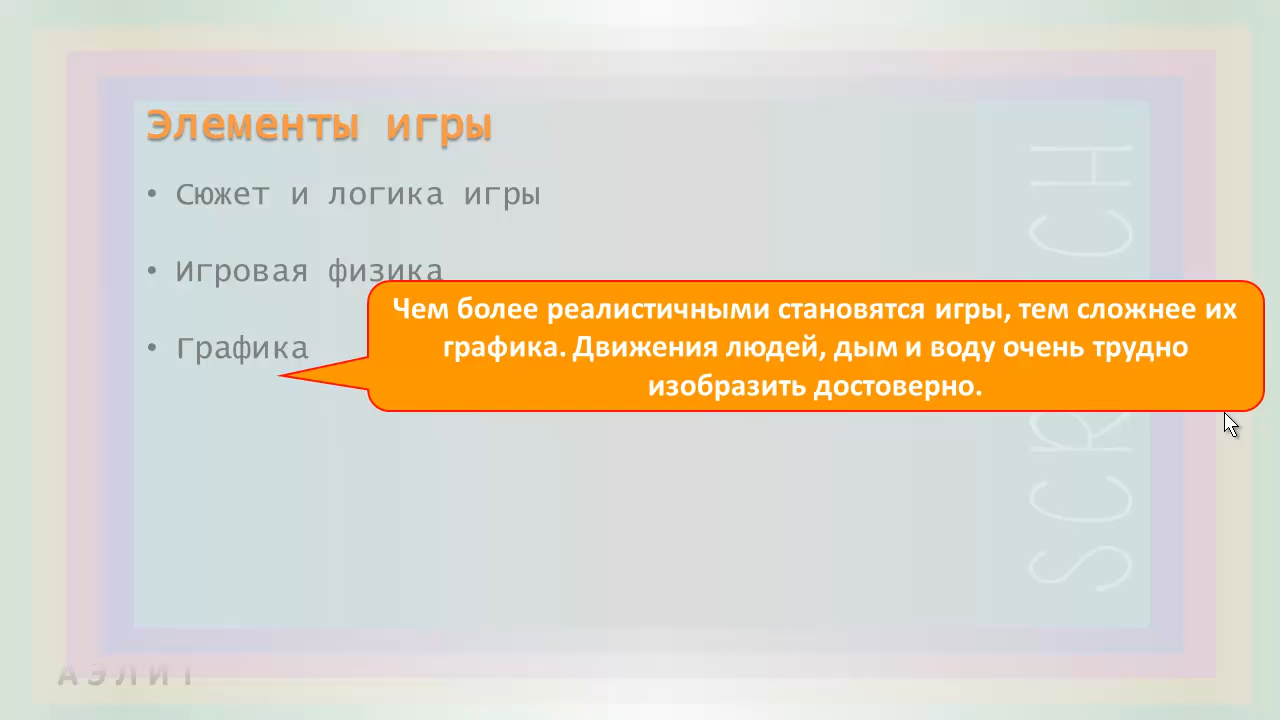 Элементы игры
• Сюжет и логика игры
• Игровая физика
• Графика
Чем более реалистичными становятся игры, тем сложнее их
графика. Движения людей, дым и воду очень трудно
изобразить достоверно.
АЭЛИТ